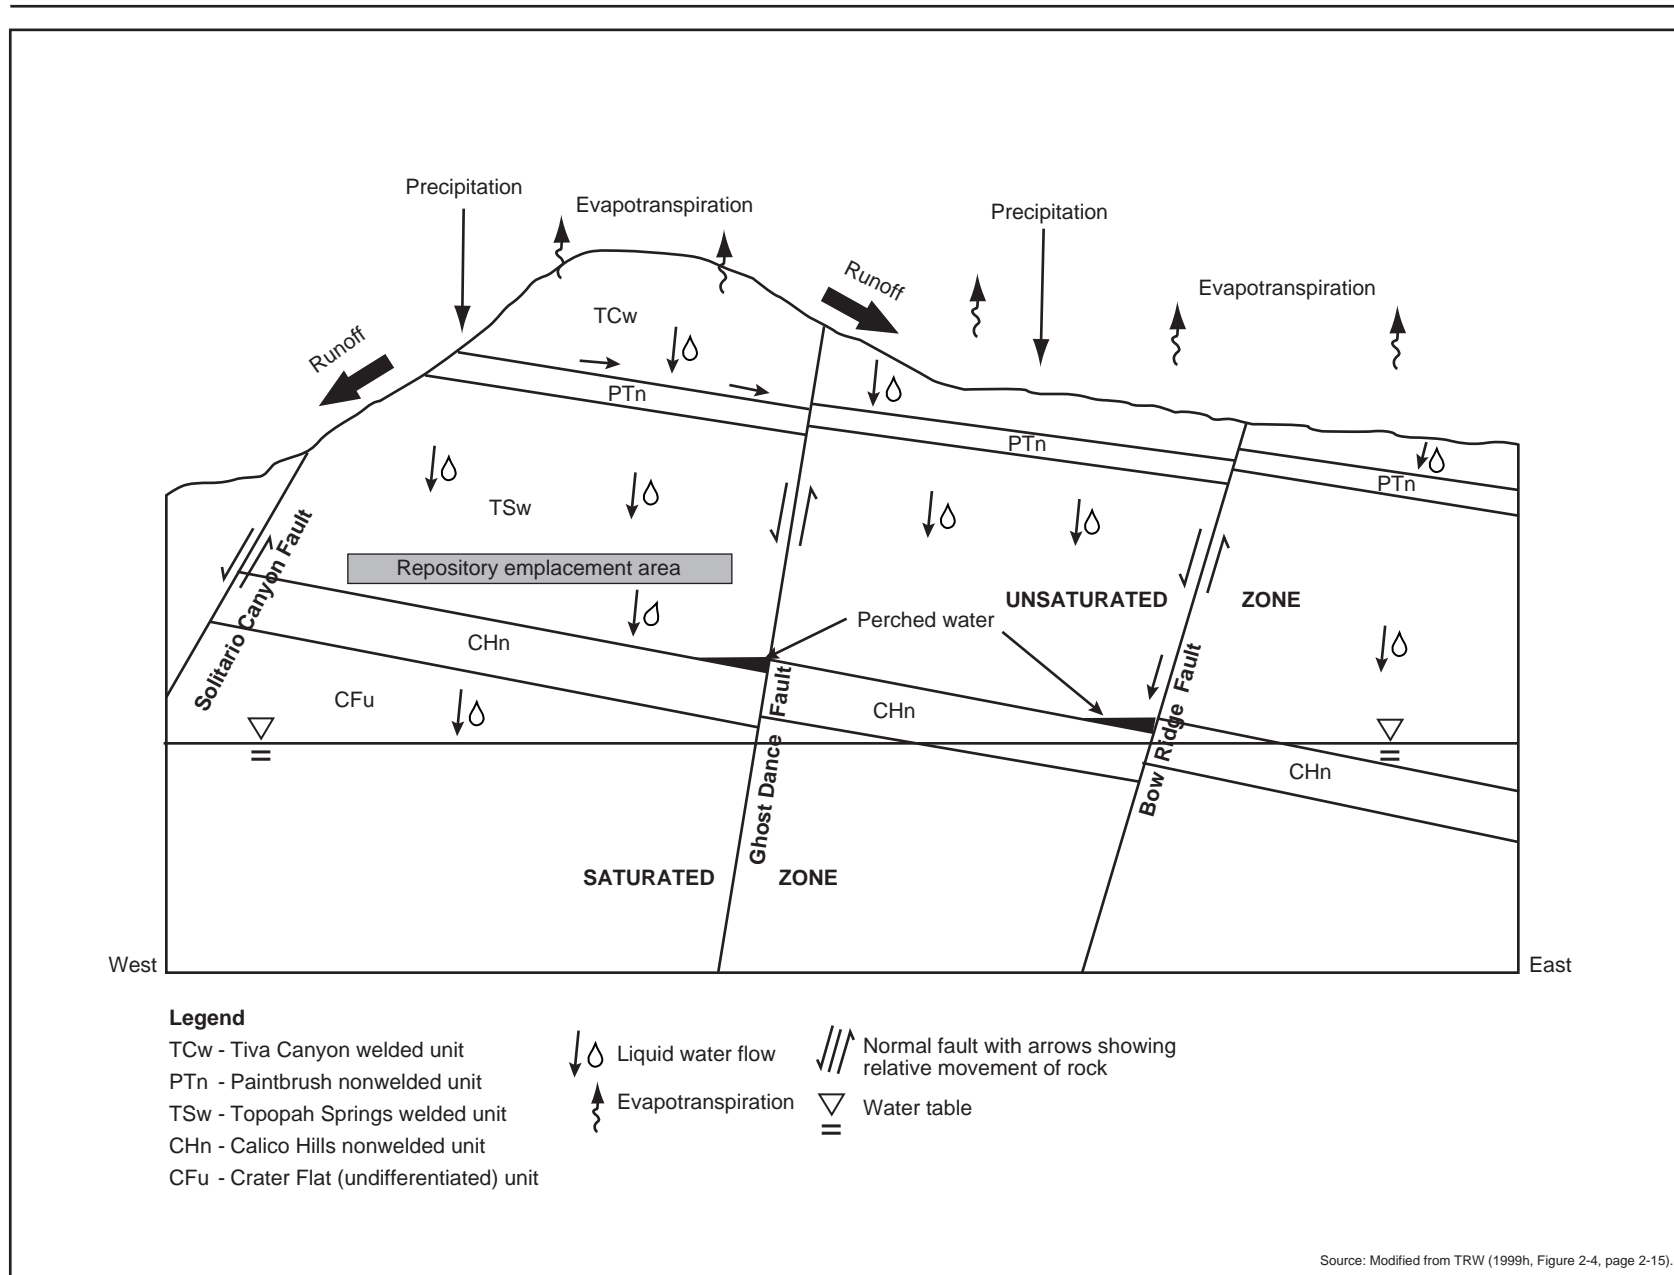 Precipitation
Evapotranspiration
Precipitation
Runoff
Evapotranspiration
TCw
Runoff
PTn
PTn
PTn
TSw
Solitario Canyon Fault
Repository emplacement area
UNSATURATED ZONE
Perched water
CHn
CFu
CHn
Ghost Dance Fault
Bow Ridge Fault
CHn
SATURATED ZONE
West
East
Legend
TCw - Tiva Canyon welded unit
PTn - Paintbrush nonwelded unit
TSw - Topopah Springs welded unit
CHn - Calico Hills nonwelded unit
CFu - Crater Flat (undifferentiated) unit
Liquid water flow
Evapotranspiration
Normal fault with arrows showing
relative movement of rock
Water table
Source: Modified from TRW (1999h, Figure 2-4, page 2-15).